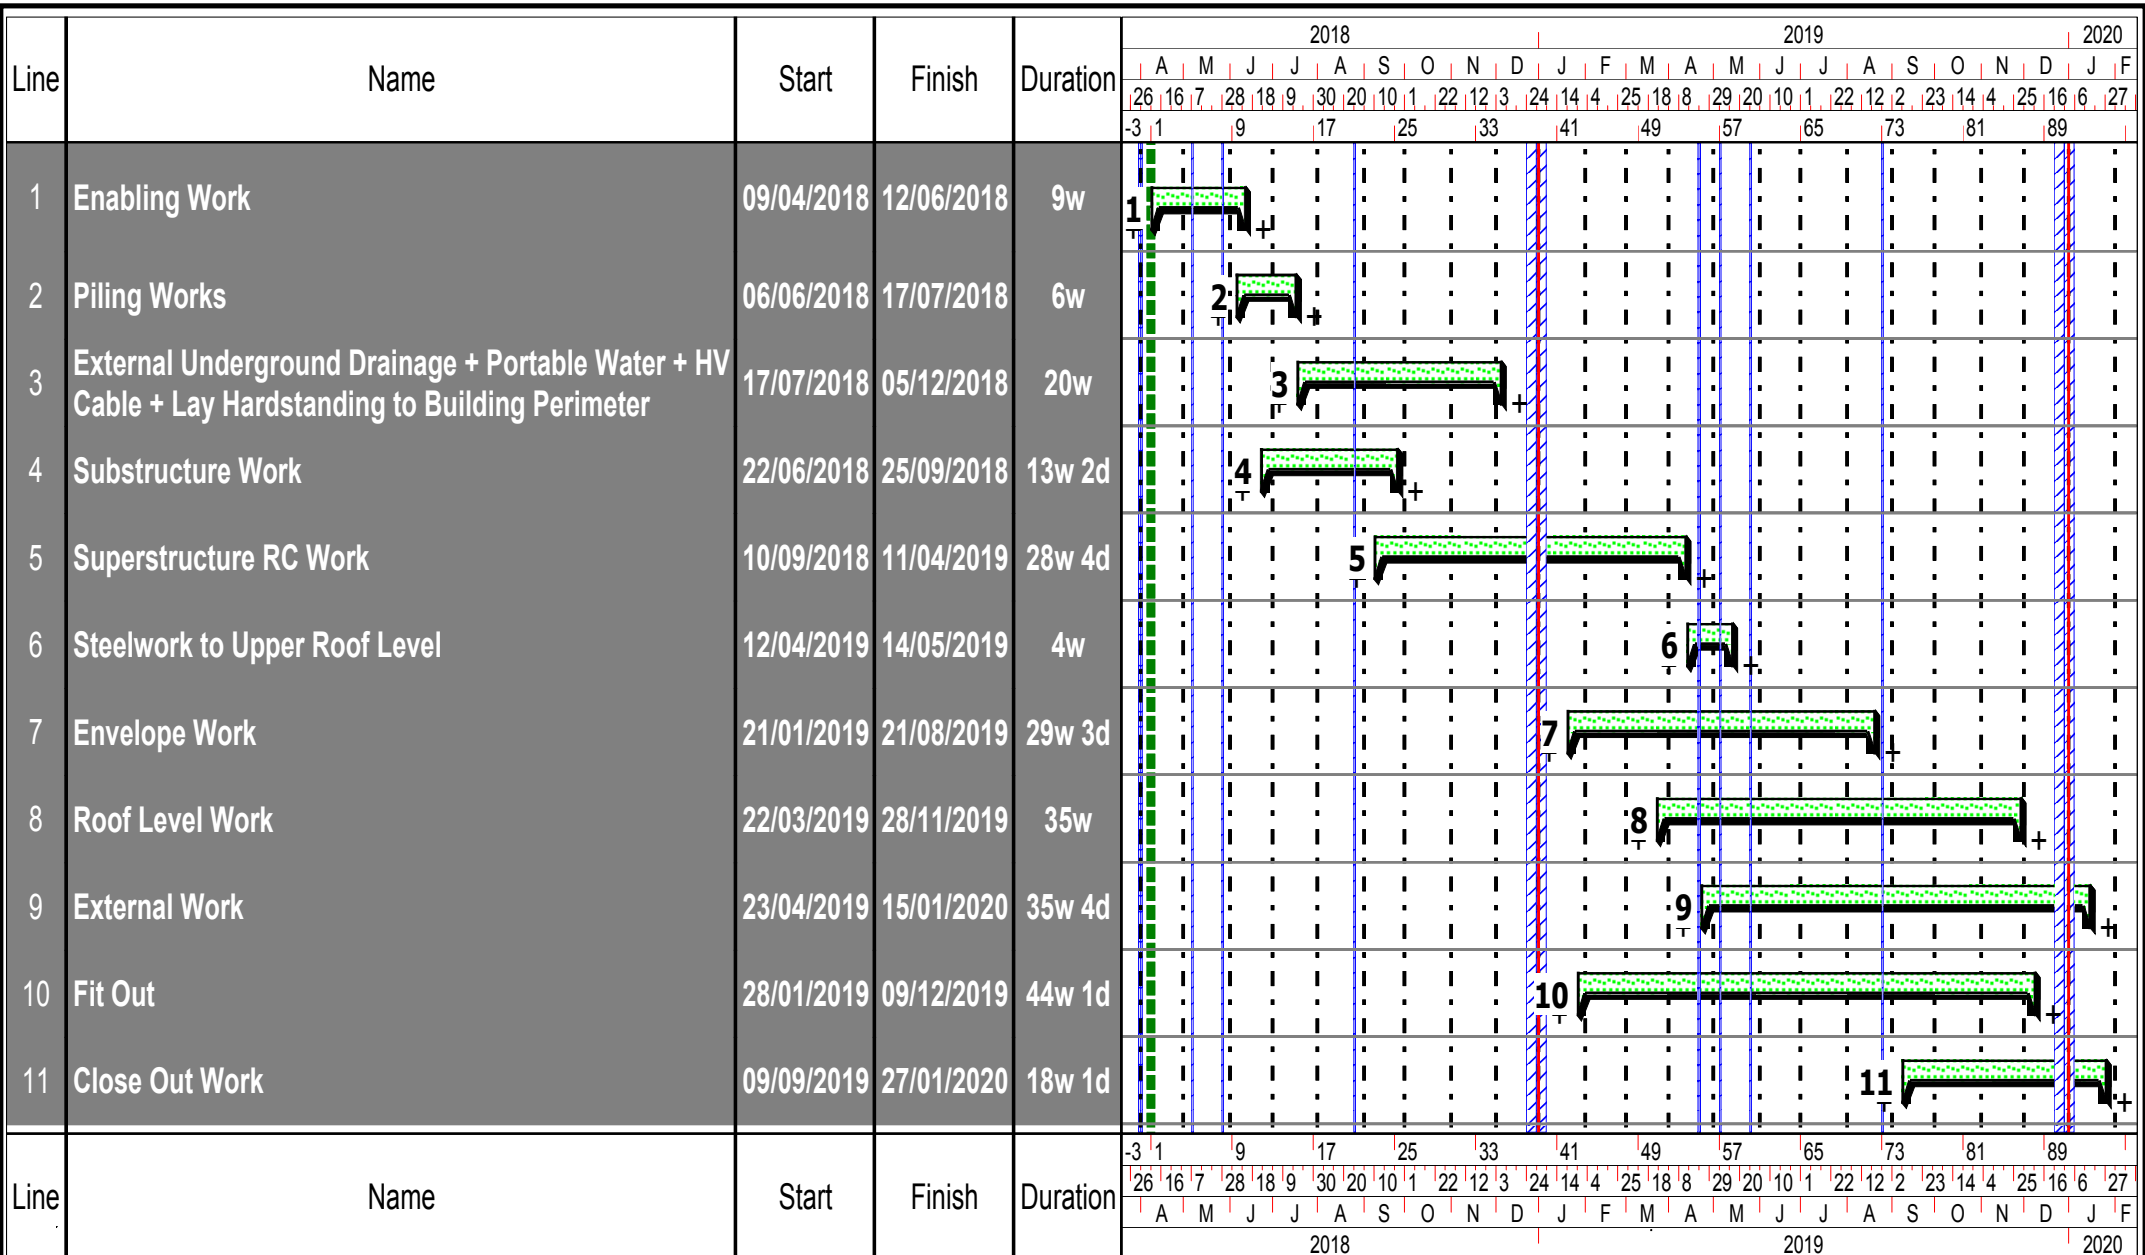 2018 2019 2020
Line Name Start Finish Duration
A M J J A S O N D J F M A M J J A S O N D J F
26 16 7 28 18 9 30 20 10 1 22 12 3 24 14 4 25 18 8 29 20 10 1 22 12 2 23 14 4 25 16 6 27
-3 1 9 17 25 33 41 49 57 65 73 81 89
1 Enabling Work 09/04/2018 12/06/2018 9w 1
2 Piling Works 06/06/2018 17/07/2018 6w 2
External Underground Drainage + Portable Water + HV
3 17/07/2018 05/12/2018 20w 3
Cable + Lay Hardstanding to Building Perimeter
4 Substructure Work 22/06/2018 25/09/2018 13w 2d 4
5 Superstructure RC Work 10/09/2018 11/04/2019 28w 4d 5
6 Steelwork to Upper Roof Level 12/04/2019 14/05/2019 4w 6
7 Envelope Work 21/01/2019 21/08/2019 29w 3d 7
8 Roof Level Work 22/03/2019 28/11/2019 35w 8
9 External Work 23/04/2019 15/01/2020 35w 4d 9
10 Fit Out 28/01/2019 09/12/2019 44w 1d 10
11 Close Out Work 09/09/2019 27/01/2020 18w 1d 11
-3 1 9 17 25 33 41 49 57 65 73 81 89
26 16 7 28 18 9 30 20 10 1 22 12 3 24 14 4 25 18 8 29 20 10 1 22 12 2 23 14 4 25 16 6 27
Line Name Start Finish Duration
A M J J A S O N D J F M A M J J A S O N D J F
2018 2019 2020